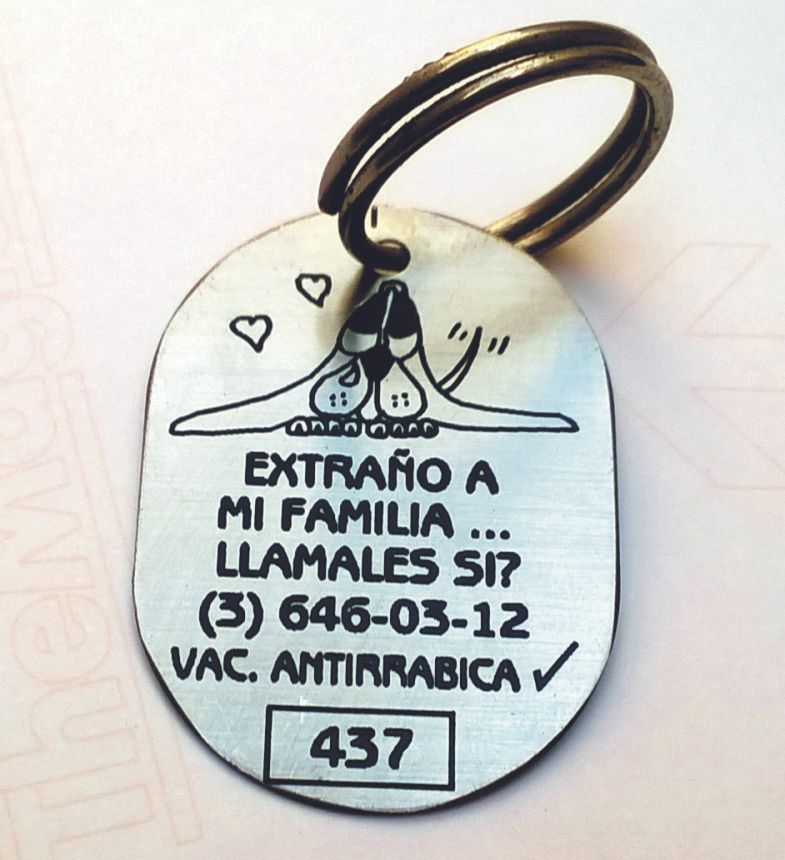 EXTRAÑO A
MI FAMILIA ...
LLAMALES SI?
(3) 646-03-12
VAC. ANTIRRABICA ✓
437